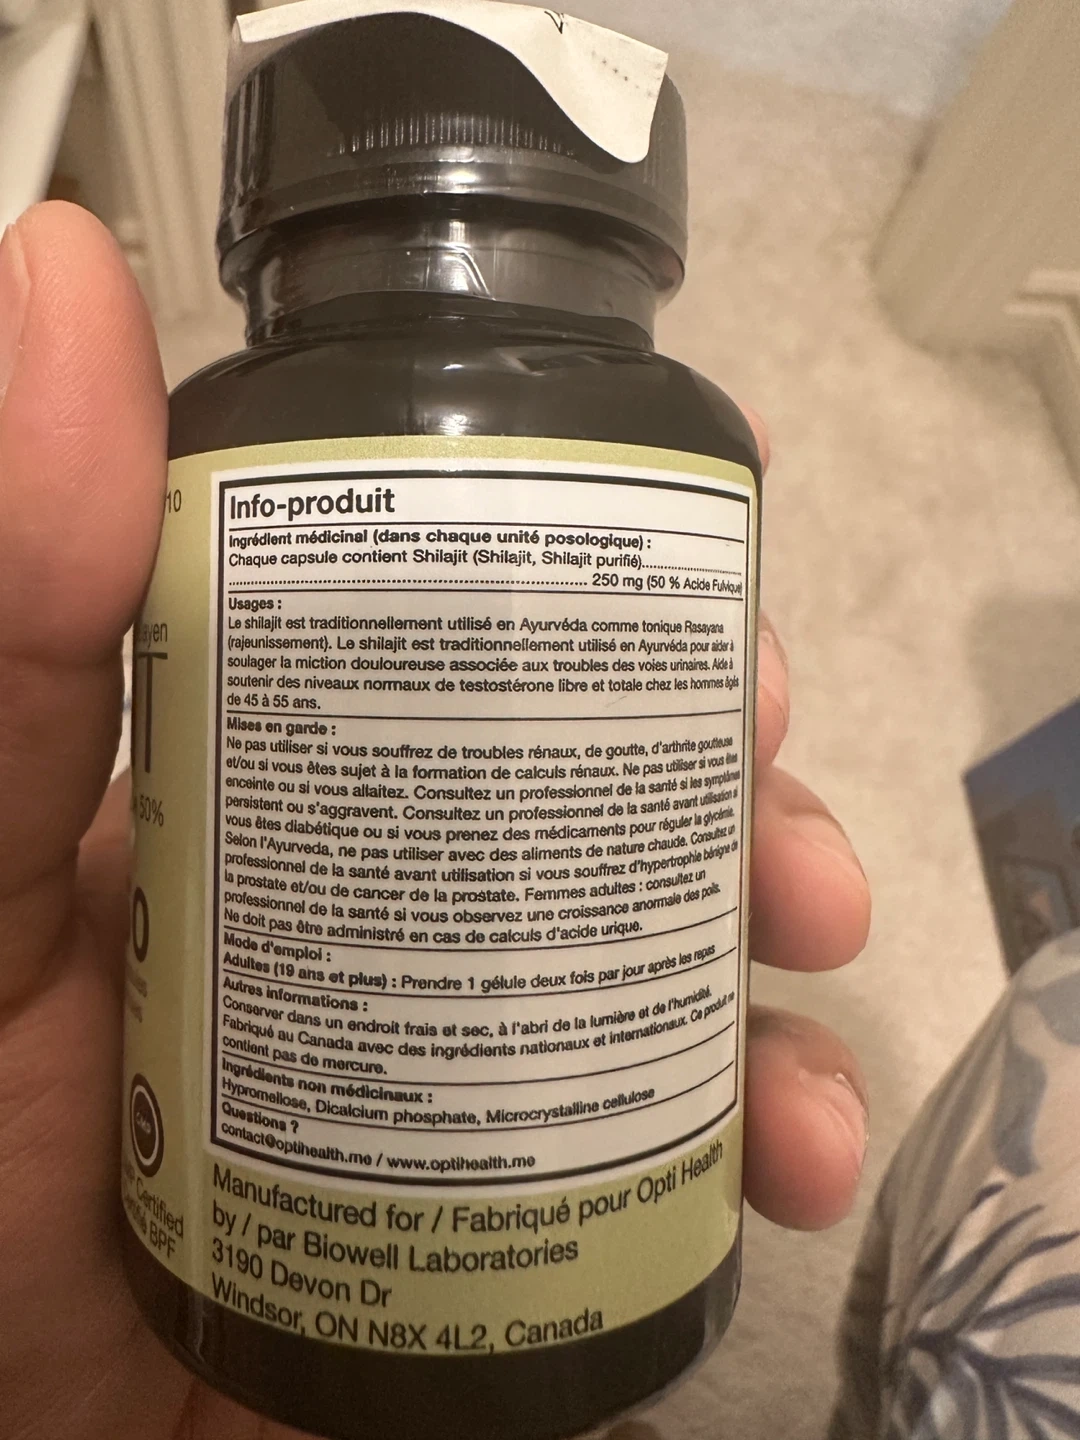 Info-produit
Ingrédient médicinal (dans chaque unité posologique) :
Chaque capsule contient Shilajit (Shilajit, Shilajit purifié)..................
.................................................................... 250 mg (50 % Acide Fulvique)
Usages :
Le shilajit est traditionnellement utilisé en Ayurvéda comme tonique Rasayana
(rajeunissement). Le shilajit est traditionnellement utilisé en Ayurvéda pour aider à
soulager la miction douloureuse associée aux troubles des voies urinaires. Aide à
soutenir des niveaux normaux de testostérone libre et totale chez les hommes âgés
de 45 à 55 ans.
Mises en garde :
Ne pas utiliser si vous souffrez de troubles rénaux, de goutte, d'arthrite goutteuse
et/ou si vous êtes sujet à la formation de calculs rénaux. Ne pas utiliser si vous êtes
enceinte ou si vous allaitez. Consultez un professionnel de la santé si les symptômes
persistent ou s'aggravent. Consultez un professionnel de la santé avant utilisation si
vous êtes diabétique ou si vous prenez des médicaments pour réguler la glycémie.
Selon l'Ayurveda, ne pas utiliser avec des aliments de nature chaude. Consultez un
professionnel de la santé avant utilisation si vous souffrez d'hypertrophie bénigne de
la prostate et/ou de cancer de la prostate. Femmes adultes : consultez un
professionnel de la santé si vous observez une croissance anormale des poils.
Ne doit pas être administré en cas de calculs d'acide urique.
Mode d'emploi :
Adultes (19 ans et plus) : Prendre 1 gélule deux fois par jour après les repas
Autres informations :
Conserver dans un endroit frais et sec, à l'abri de la lumière et de l'humidité.
Fabriqué au Canada avec des ingrédients nationaux et internationaux. Ce produit ne
contient pas de mercure.
Ingrédients non médicinaux :
Hypromellose, Dicalcium phosphate, Microcrystalline cellulose
Questions ?
contact@optihealth.me / www.optihealth.me
Manufactured for / Fabriqué pour Opti Health
by / par Biowell Laboratories
3190 Devon Dr
Windsor, ON N8X 4L2, Canada
10
T
50%
0
GMP
Certified
BPF